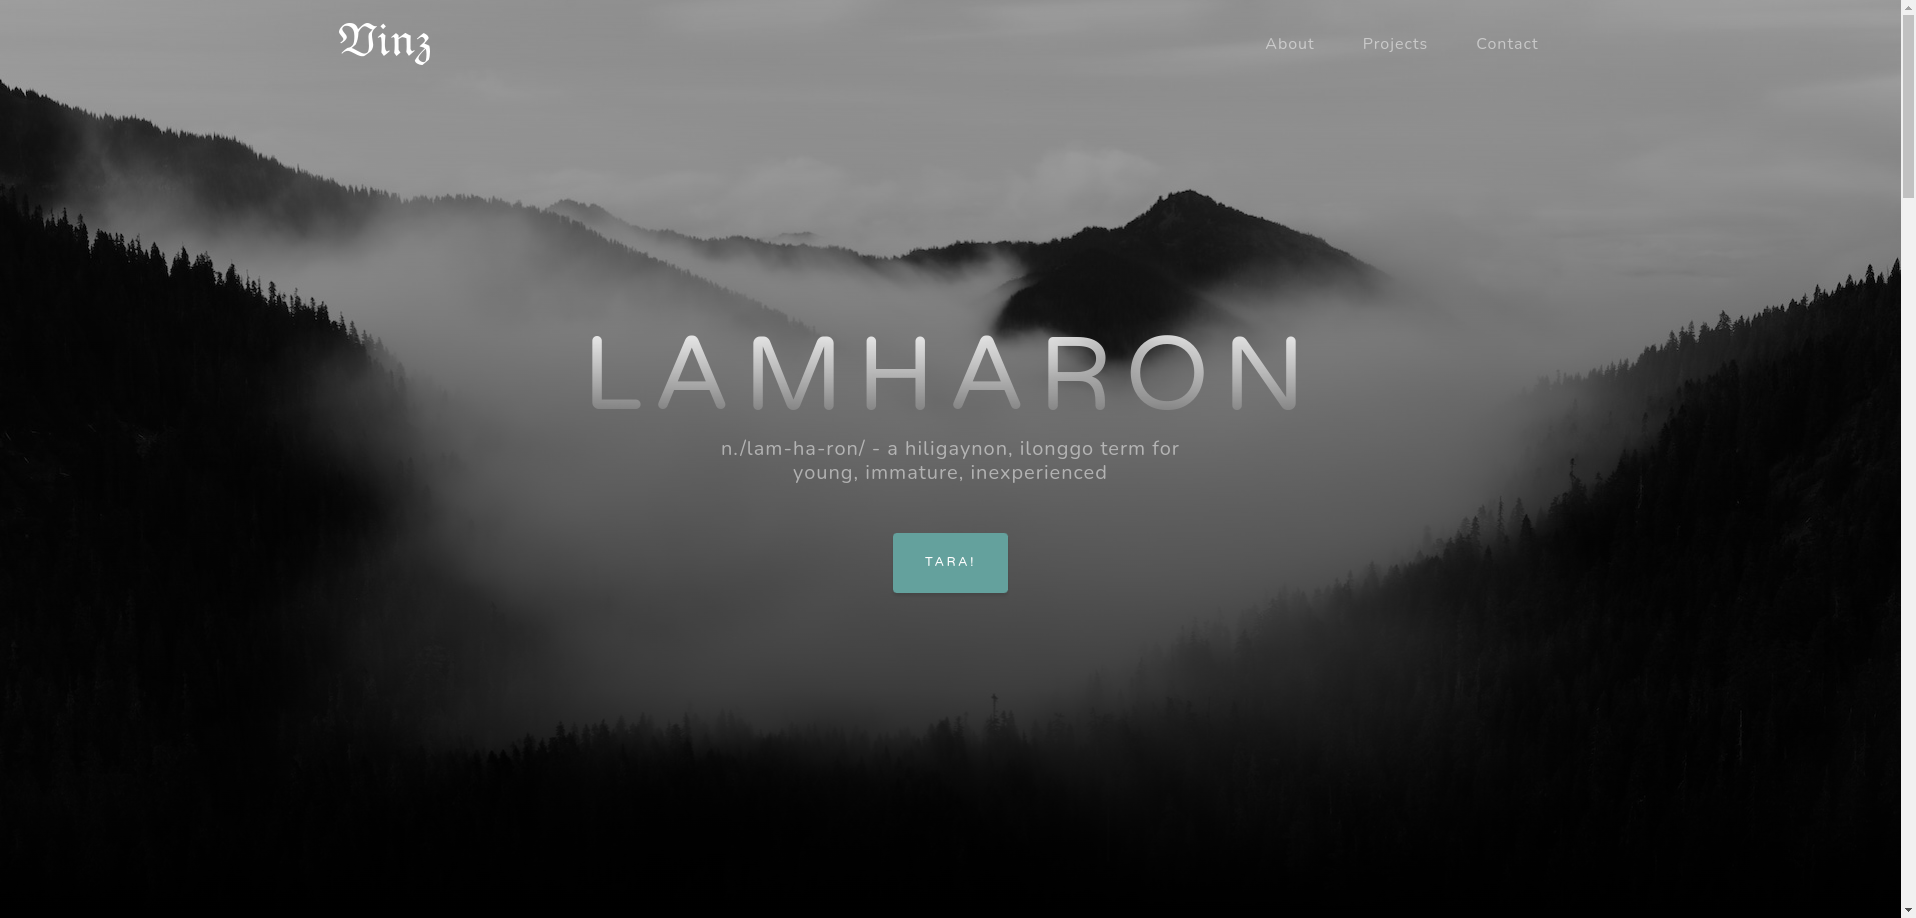 Vinz
About
Projects
Contact
LAMHARON
n./lam-ha-ron/ - a hiligaynon, ilonggo term for
young, immature, inexperienced
TARA!